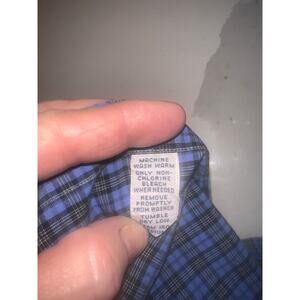 MACHINE
WASH WARM
ONLY NON-
CHLORINE
BLEACH
WHEN NEEDED
REMOVE
PROMPTLY
FROM WASHER
TUMBLE
DRY LOW